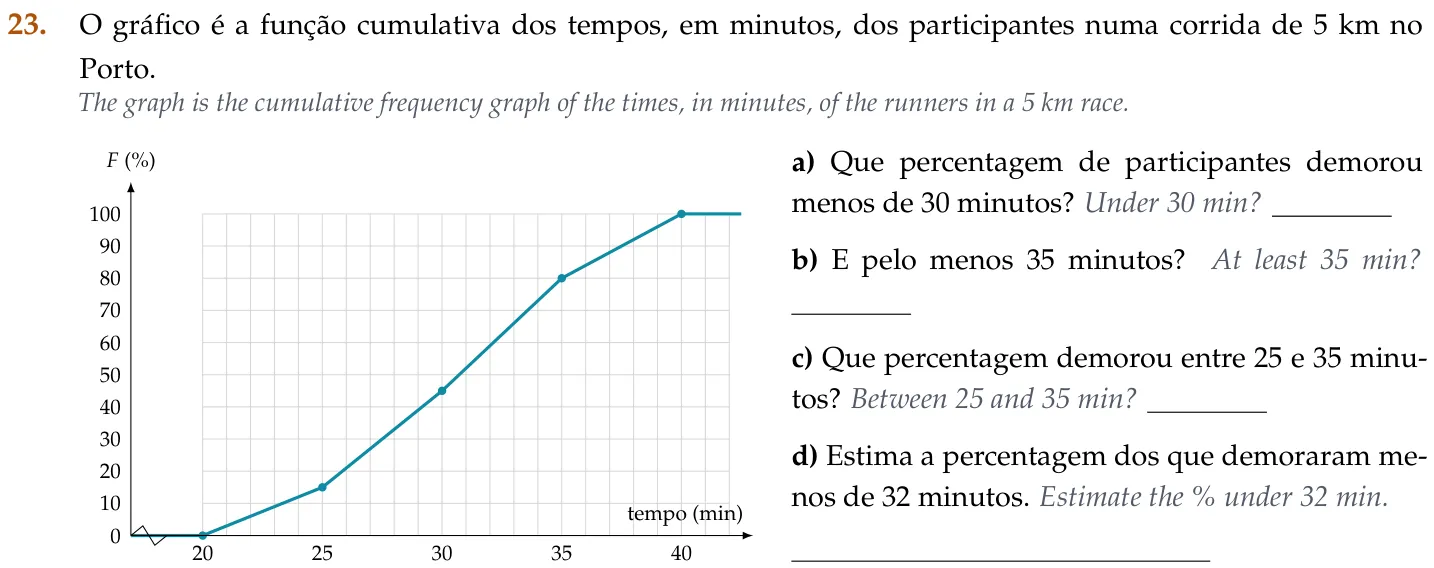 23. O gráfico é a função cumulativa dos tempos, em minutos, dos participantes numa corrida de 5 km no
Porto.
The graph is the cumulative frequency graph of the times, in minutes, of the runners in a 5 km race.
F (%)
100
90
80
70
60
50
40
30
20
10
0
tempo (min)
20
25
30
35
40
a) Que percentagem de participantes demorou
menos de 30 minutos? Under 30 min? __________
b) E pelo menos 35 minutos? At least 35 min?
__________
c) Que percentagem demorou entre 25 e 35 minu-
tos? Between 25 and 35 min? __________
d) Estima a percentagem dos que demoraram me-
nos de 32 minutos. Estimate the % under 32 min.